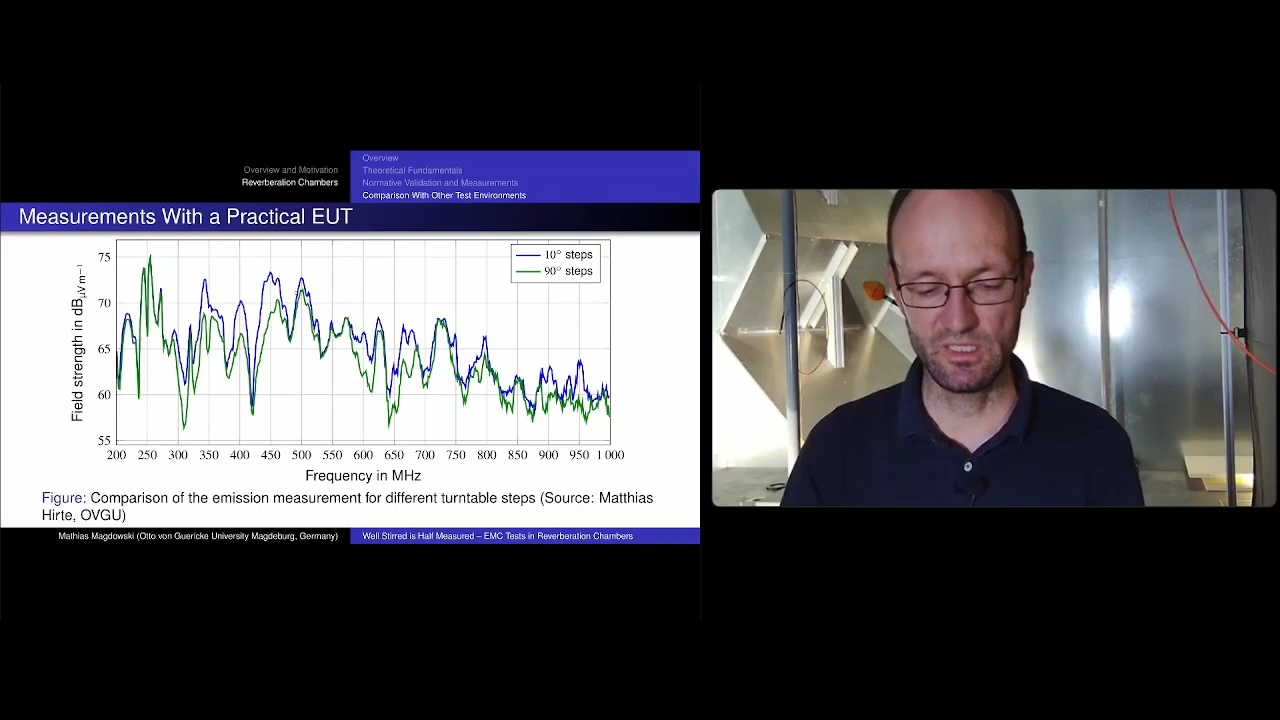 Overview and Motivation
Reverberation Chambers
Overview
Theoretical Fundamentals
Normative Validation and Measurements
Comparison With Other Test Environments
Measurements With a Practical EUT
10° steps
90° steps
Field strength in dBμV m−1
75
70
65
60
55
200 250 300 350 400 450 500 550 600 650 700 750 800 850 900 950 1 000
Frequency in MHz
Figure: Comparison of the emission measurement for different turntable steps (Source: Matthias
Hirte, OVGU)
Mathias Magdowski (Otto von Guericke University Magdeburg, Germany)
Well Stirred is Half Measured – EMC Tests in Reverberation Chambers